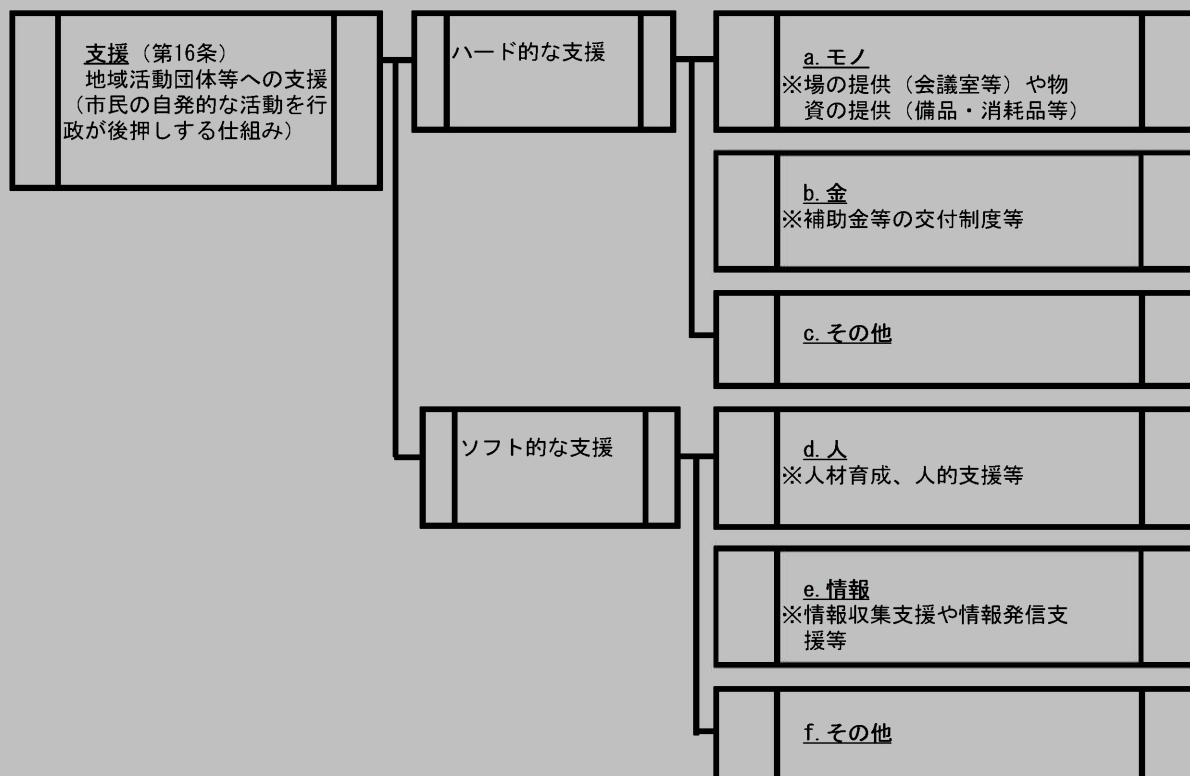 支援（第16条）
地域活動団体等への支援
（市民の自発的な活動を行
政が後押しする仕組み）
ハード的な支援
a.モノ
※場の提供（会議室等）や物
資の提供（備品・消耗品等）
b.金
※補助金等の交付制度等
c.その他
ソフト的な支援
d.人
※人材育成、人的支援等
e.情報
※情報収集支援や情報発信支
援等
f.その他